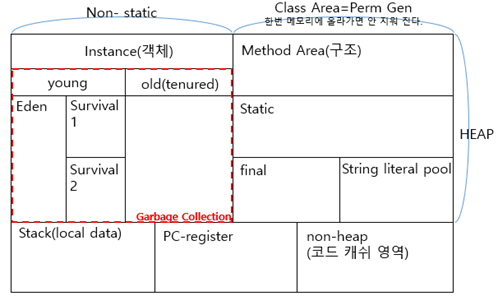 Non- static
Class Area=Perm Gen
한번 메모리에 올라가면 안 지워 잔다.
Instance(객체)
Method Area(구조)
young
old(tenured)
Eden
Survival
1
Static
HEAP
Survival
2
final
String literal pool
Garbage Collection
Stack(local data)
PC-register
non-heap
(코드 캐쉬 영역)